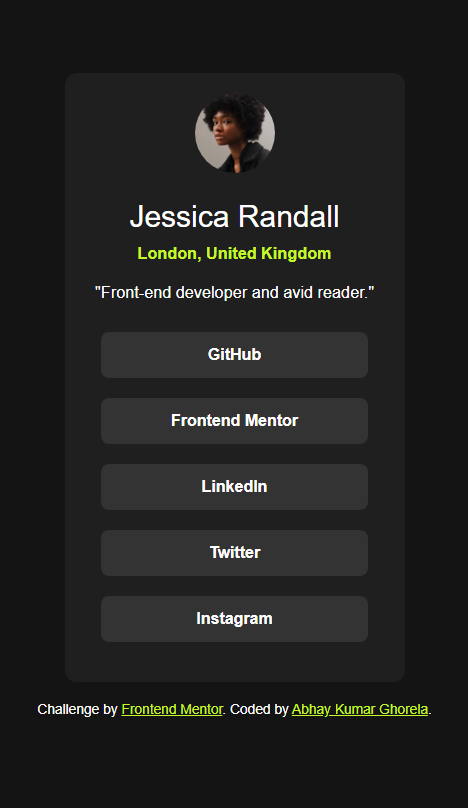 Jessica Randall
London, United Kingdom
"Front-end developer and avid reader."
GitHub
Frontend Mentor
LinkedIn
Twitter
Instagram
Challenge by Frontend Mentor. Coded by Abhay Kumar Ghorela.